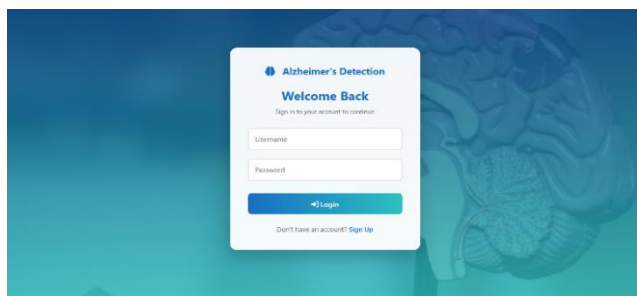 Alzheimer's Detection
Welcome Back
Sign in to your account to continue
Username
Password
Login
Don't have an account? Sign Up